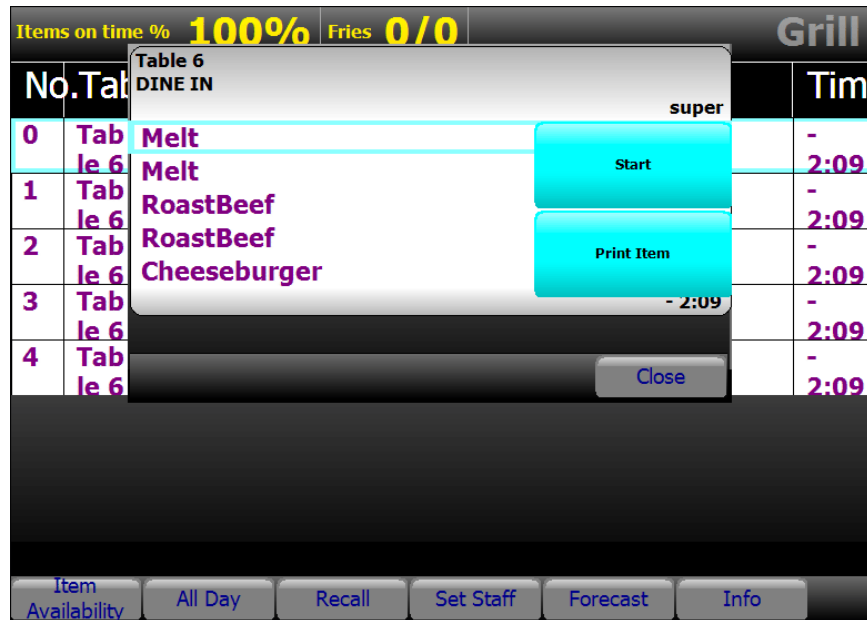 Items on time % 100% Fries 0/0 Grill
No. Tab Tim
Table 6
DINE IN
super
0 Tab
le 6
-
2:09
1 Tab
le 6
-
2:09
2 Tab
le 6
-
2:09
3 Tab
le 6
-
2:09
4 Tab
le 6
-
2:09
Melt
Melt
RoastBeef
RoastBeef
Cheeseburger
Start
Print Item
- 2:09
Close
Item
Availability
All Day
Recall
Set Staff
Forecast
Info